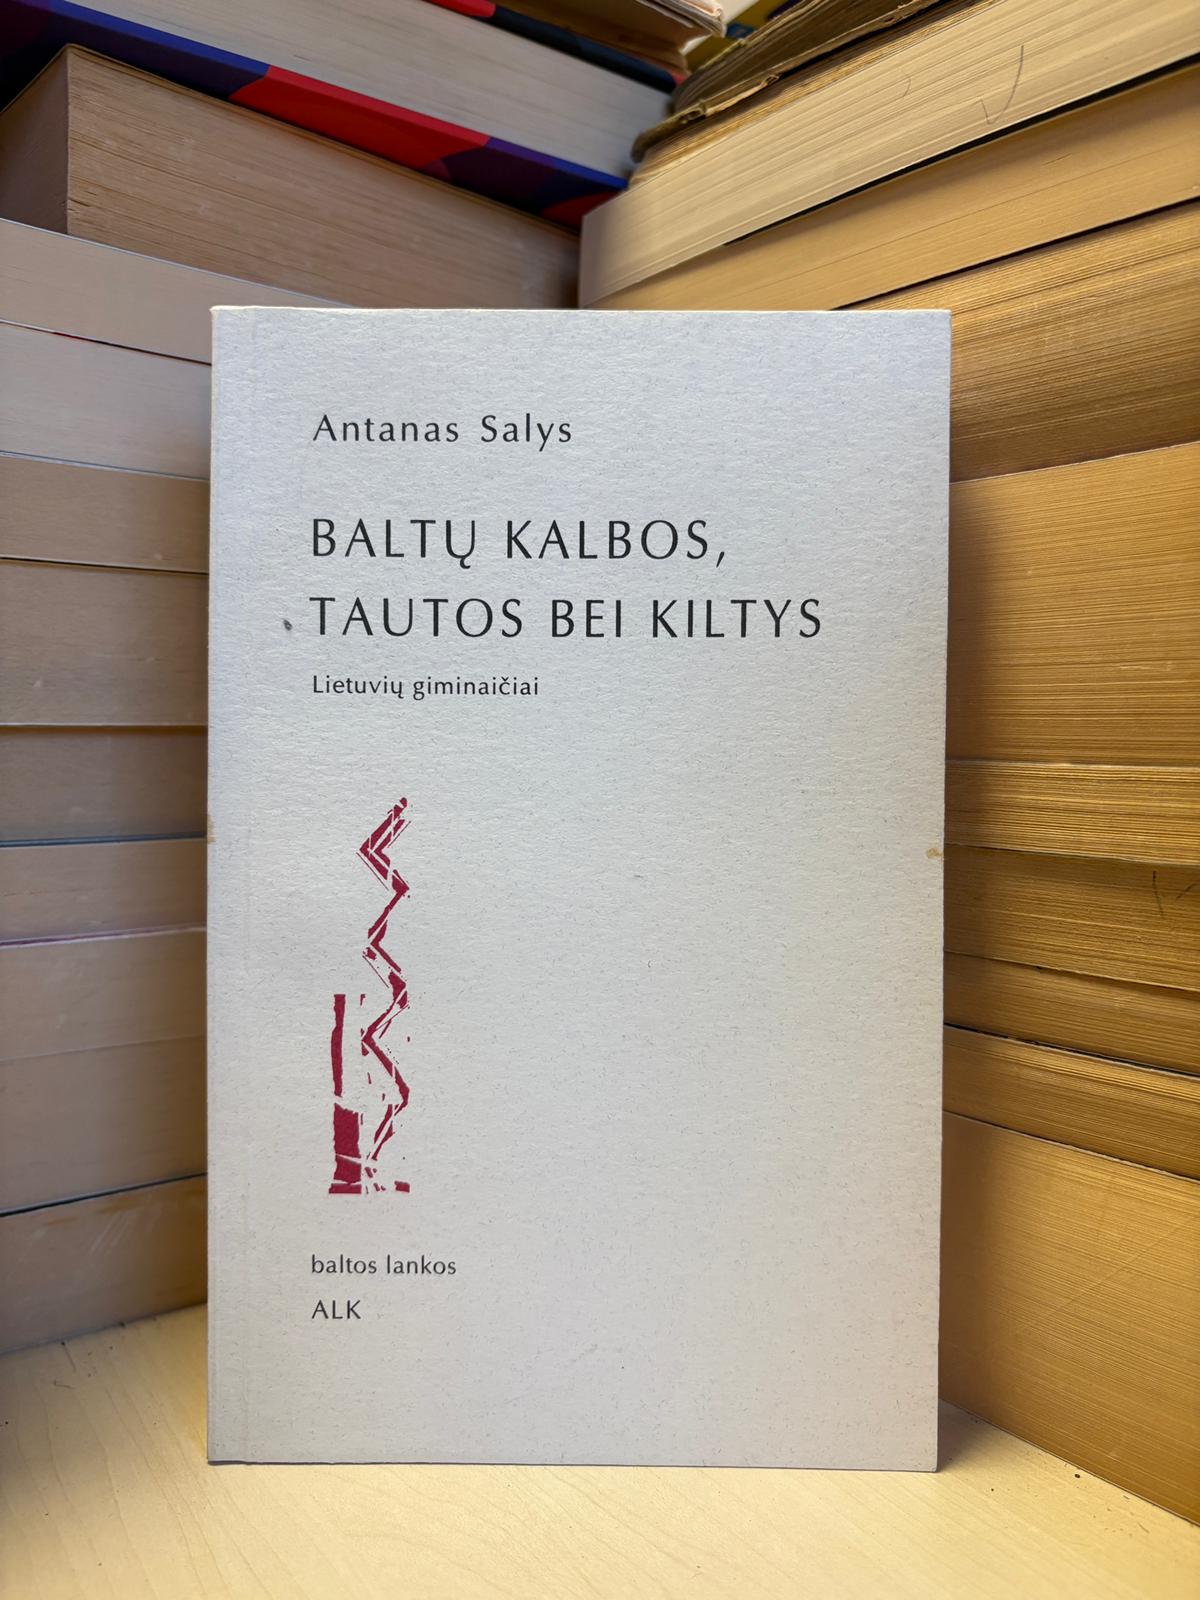 Antanas Salys
BALTŲ KALBOS,
TAUTOS BEI KILTYS
Lietuvių giminaičiai
baltos lankos
ALK